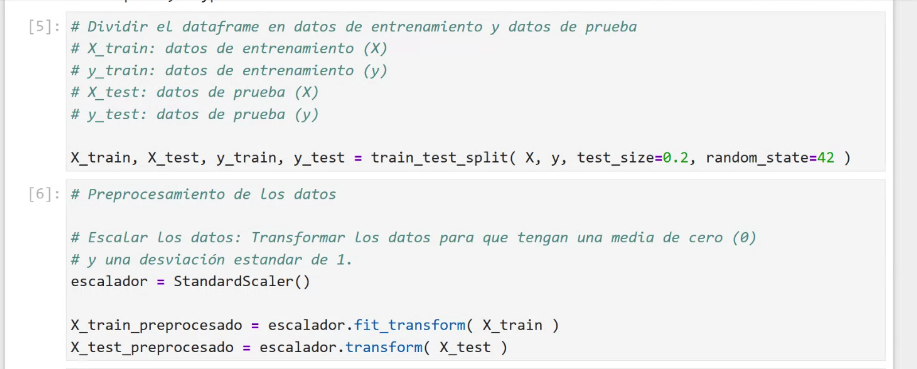 [5]: # Dividir el dataframe en datos de entrenamiento y datos de prueba
# X_train: datos de entrenamiento (X)
# y_train: datos de entrenamiento (y)
# X_test: datos de prueba (X)
# y_test: datos de prueba (y)
X_train, X_test, y_train, y_test = train_test_split( X, y, test_size=0.2, random_state=42 )
[6]: # Preprocesamiento de los datos
# Escalar los datos: Transformar los datos para que tengan una media de cero (0)
# y una desviación estandar de 1.
escalador = StandardScaler()
X_train_preprocesado = escalador.fit_transform( X_train )
X_test_preprocesado = escalador.transform( X_test )